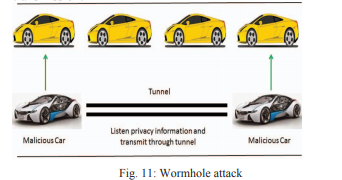 Tunnel
Listen privacy information and
transmit through tunnel
Malicious Car
Malicious Car
Fig. 11: Wormhole attack